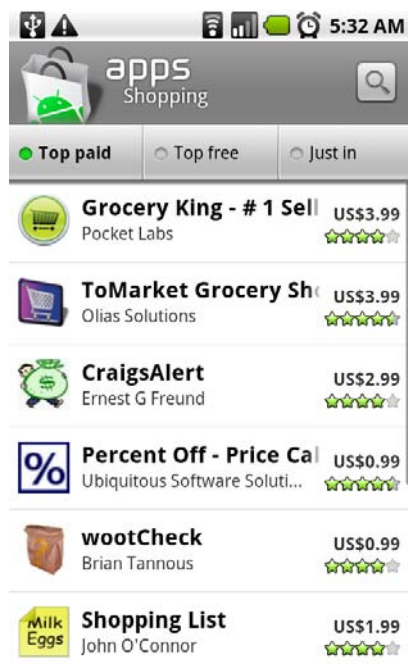 5:32 AM
apps
Shopping
Top paid
Top free
Just in
Grocery King - # 1 Sell
US$3.99
Pocket Labs
ToMarket Grocery Sh
US$3.99
Olias Solutions
CraigsAlert
US$2.99
Ernest G Freund
Percent Off - Price Cal
US$0.99
Ubiquitous Software Soluti...
%
wootCheck
US$0.99
Brian Tannous
Milk
Eggs
Shopping List
US$1.99
John O'Connor